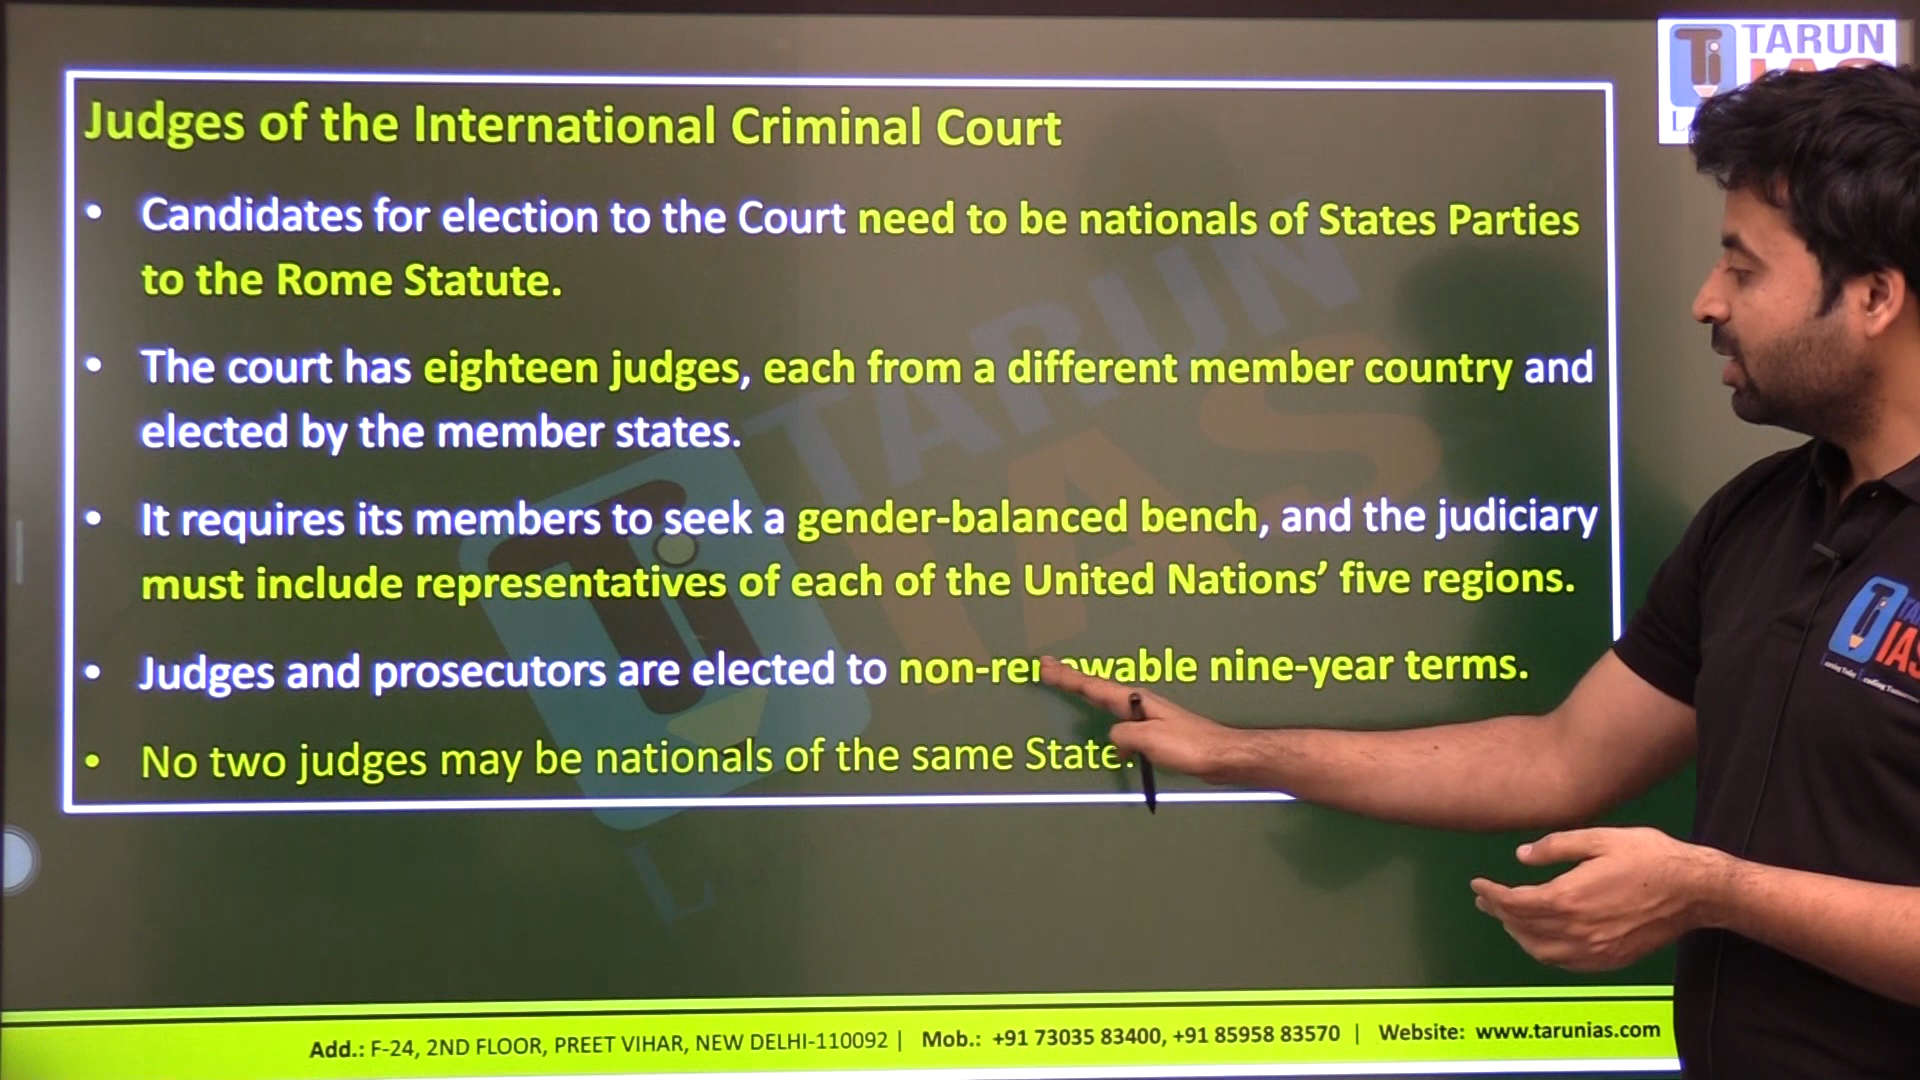 TARUN
Judges of the International Criminal Court
• Candidates for election to the Court need to be nationals of States Parties
to the Rome Statute.
• The court has eighteen judges, each from a different member country and
elected by the member states.
• It requires its members to seek a gender-balanced bench, and the judiciary
must include representatives of each of the United Nations’ five regions.
• Judges and prosecutors are elected to non-renewable nine-year terms.
• No two judges may be nationals of the same State.
TARUN
IAS
IAS
Add.: F-24, 2ND FLOOR, PREET VIHAR, NEW DELHI-110092 | Mob.: +91 73035 83400, +91 85958 83570 | Website: www.tarunias.com